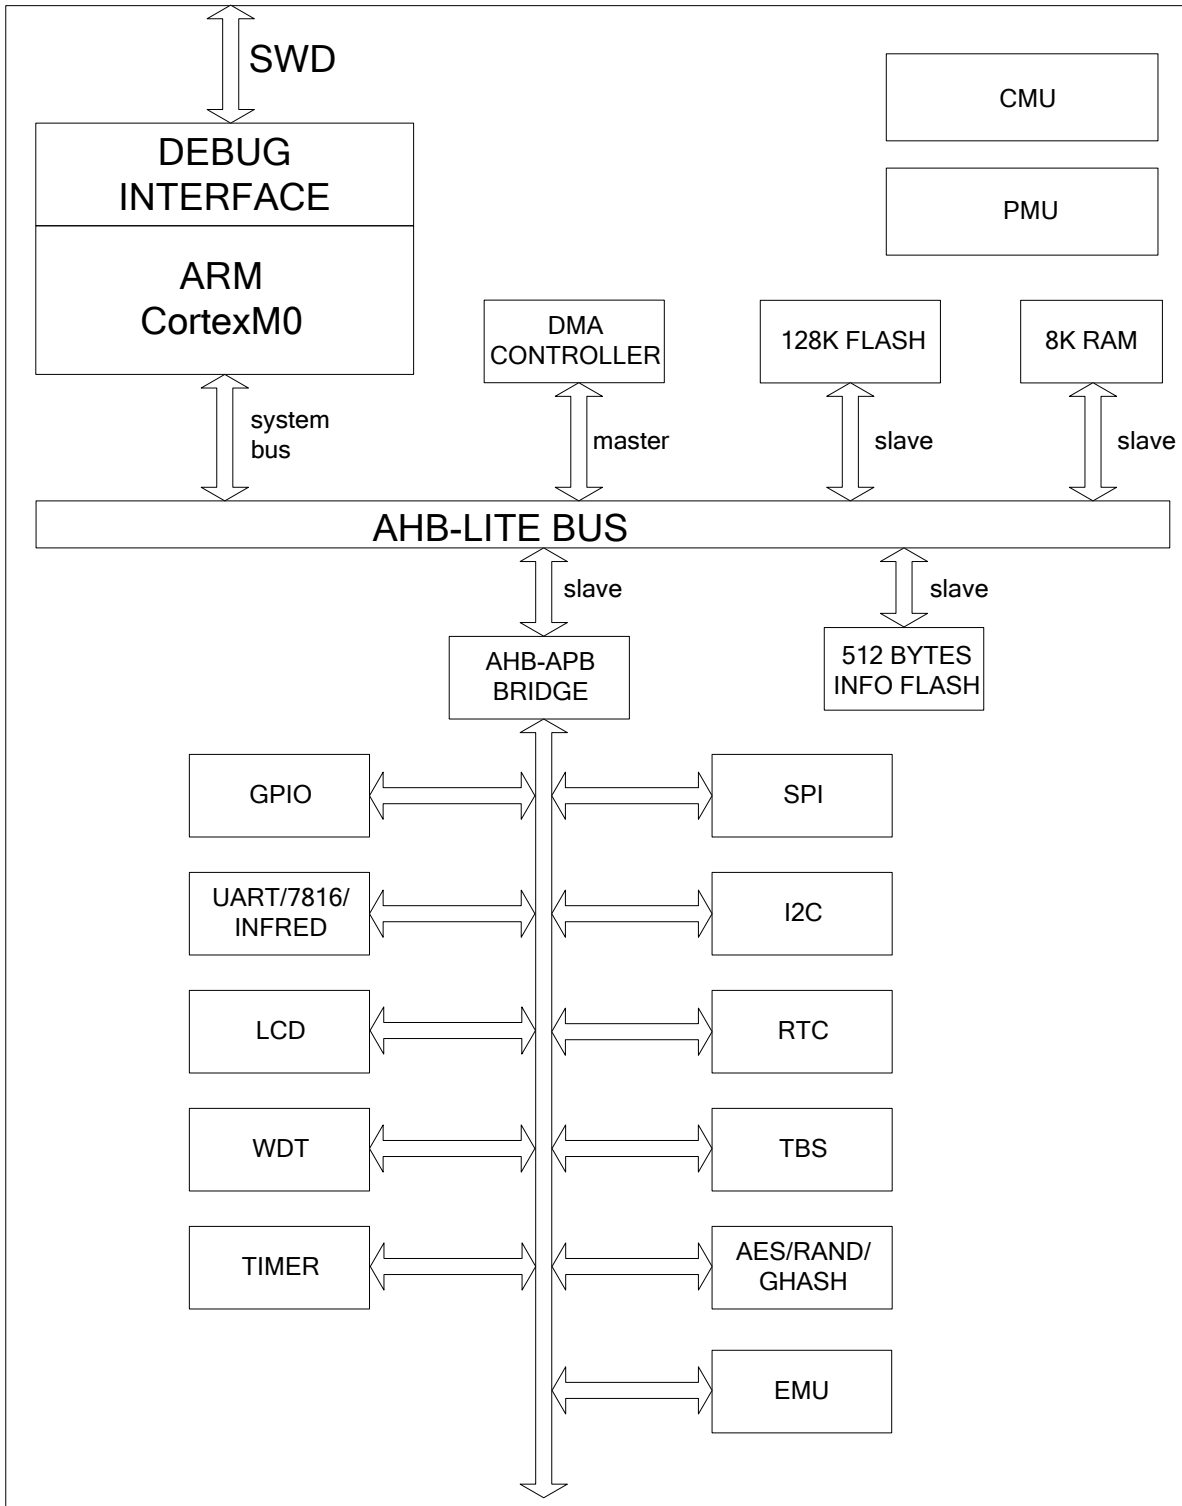 SWD
CMU
DEBUG
INTERFACE
PMU
ARM
CortexM0
DMA
CONTROLLER
128K FLASH
8K RAM
system
bus
master
slave
slave
AHB-LITE BUS
slave
slave
AHB-APB
BRIDGE
512 BYTES
INFO FLASH
GPIO
SPI
UART/7816/
INFRED
I2C
LCD
RTC
WDT
TBS
TIMER
AES/RAND/
GHASH
EMU